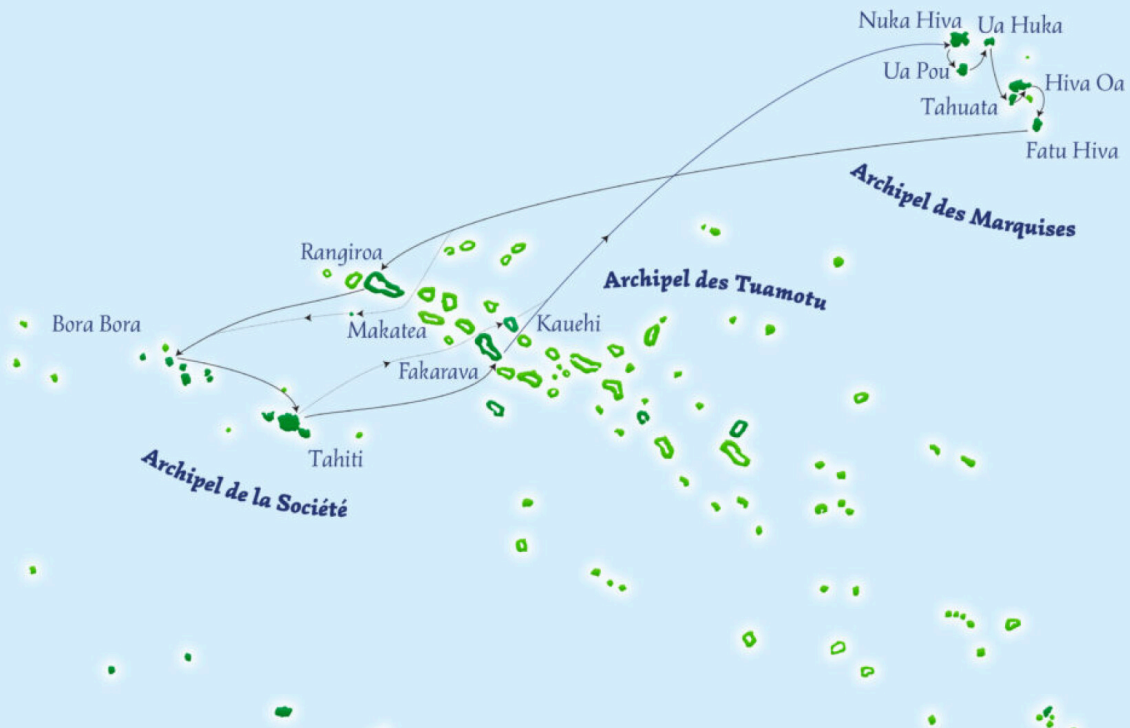 Nuka Hiva
Ua Huka
Ua Pou
Hiva Oa
Tahuata
Fatu Hiva
Archipel des Marquises
Rangiroa
Archipel des Tuamotu
Bora Bora
Makatea
Kauehi
Fakarava
Tahiti
Archipel de la Société